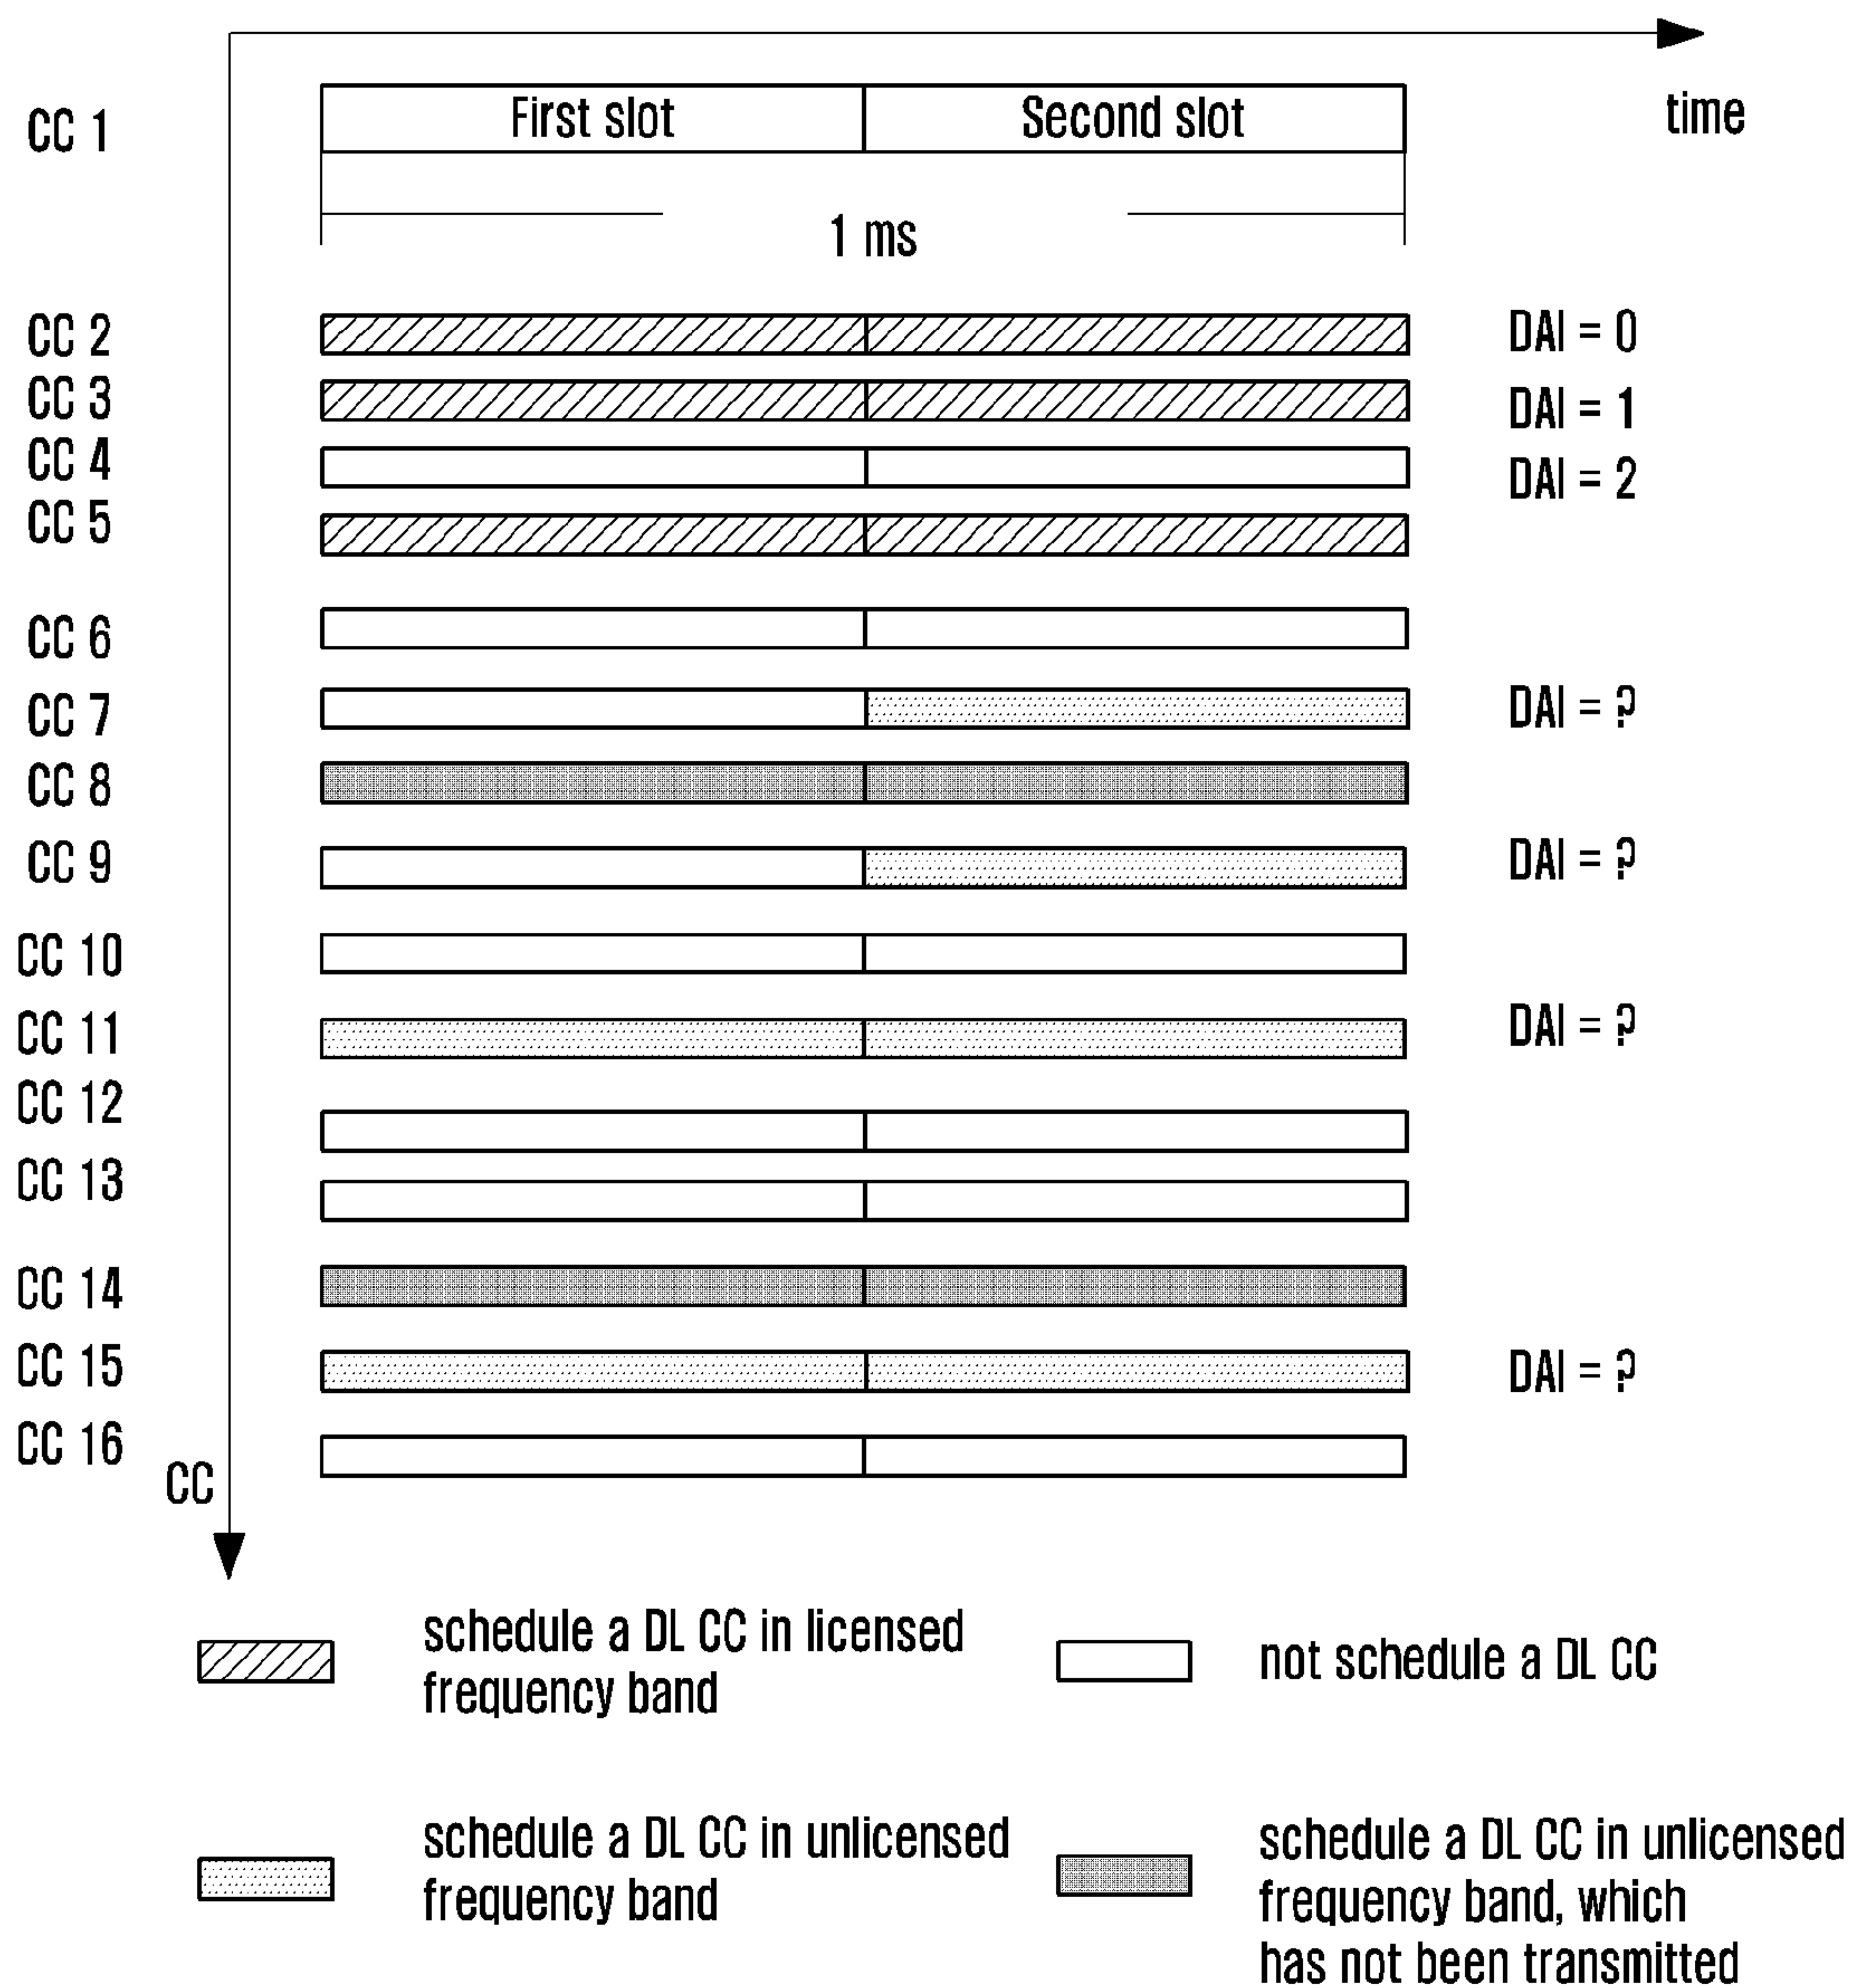 time
CC 1
First slot
Second slot
1 ms
CC 2
DAI = 0
CC 3
DAI = 1
CC 4
DAI = 2
CC 5
CC 6
CC 7
DAI = ?
CC 8
CC 9
DAI = ?
CC 10
CC 11
DAI = ?
CC 12
CC 13
CC 14
CC 15
DAI = ?
CC 16
CC
schedule a DL CC in licensed
frequency band
not schedule a DL CC
schedule a DL CC in unlicensed
frequency band
schedule a DL CC in unlicensed
frequency band, which
has not been transmitted